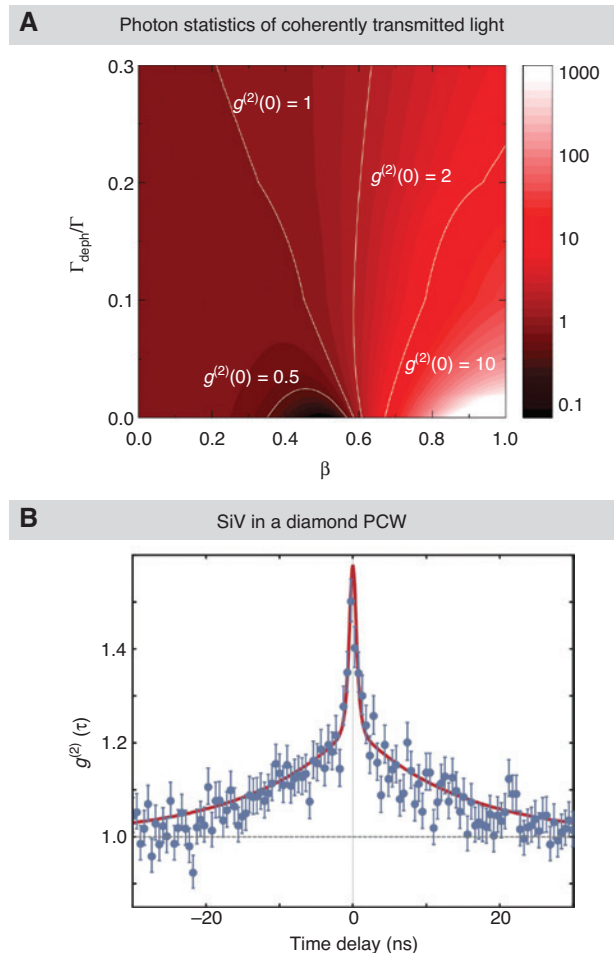 A Photon statistics of coherently transmitted light
0.3
0.2
0.1
0.0
Γdeph/Γ
g(2)(0) = 1
g(2)(0) = 2
g(2)(0) = 0.5
g(2)(0) = 10
0.0 0.2 0.4 0.6 0.8 1.0
β
1000
100
10
1
0.1
B SiV in a diamond PCW
1.4
1.2
1.0
g(2) (τ)
–20 0 20
Time delay (ns)